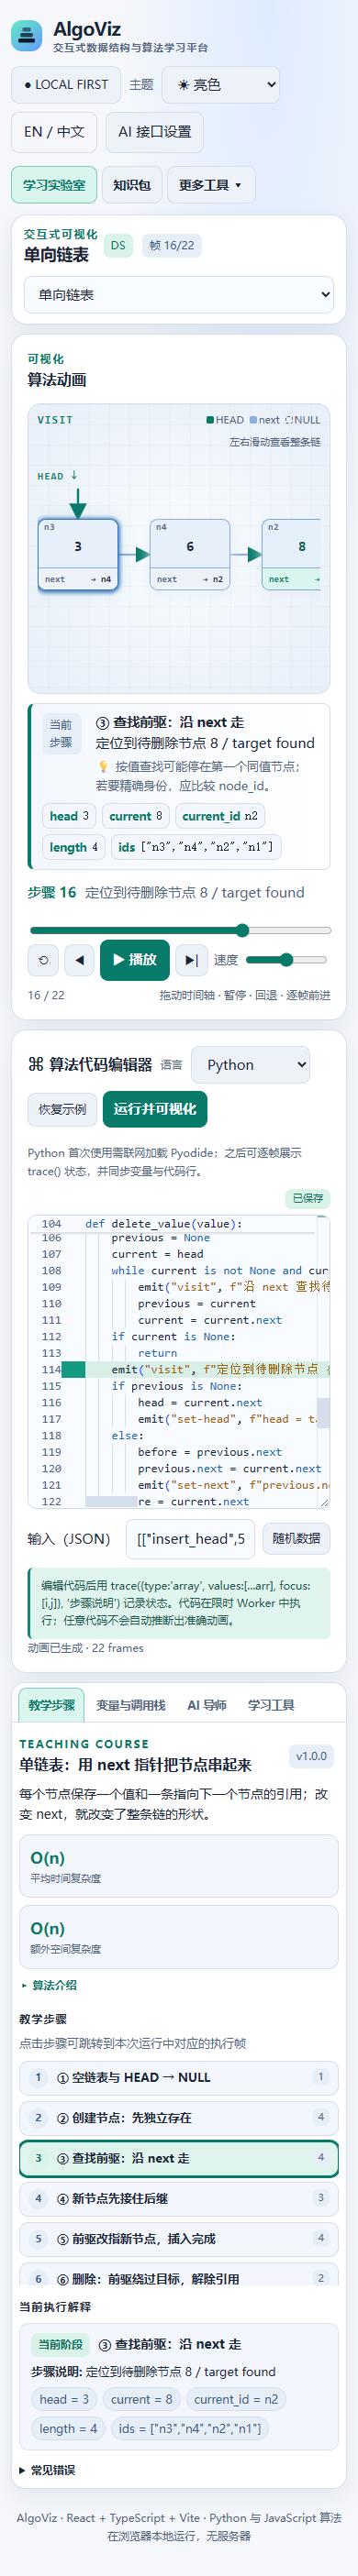 AlgoViz
交互式数据结构与算法学习平台
● LOCAL FIRST 主题 ☀ 亮色
EN / 中文 AI 接口设置
学习实验室 知识包 更多工具 ▼
交互式可视化
单向链表 DS 帧 16/22
单向链表
可视化
算法动画
VISIT HEAD next NULL
左右滑动查看整条链
HEAD ↓
n3 n4 n2
3 6 8
next → n4 next → n2 next →
当前步骤 ③ 查找前驱：沿 next 走
定位到待删除节点 8 / target found
💡 按值查找可能停在第一个同值节点；
若要精确身份，应比较 node_id。
head 3 current 8 current_id n2
length 4 ids ["n3","n4","n2","n1"]
步骤 16 定位到待删除节点 8 / target found
▶ 播放 ▶| 速度
16 / 22 拖动时间轴 · 暂停 · 回退 · 逐帧前进
⌘ 算法代码编辑器 语言 Python
恢复示例 运行并可视化
Python 首次使用需联网加载 Pyodide；之后可逐帧展示
trace() 状态，并同步变量与代码行。
已保存
104 def delete_value(value):
106 previous = None
107 current = head
108 while current is not None and cur
109 emit("visit", f"沿 next 查找待
110 previous = current
111 current = current.next
112 if current is None:
113 return
114 emit("visit", f"定位到待删除节点 {
115 if previous is None:
116 head = current.next
117 emit("set-head", f"head = ta
118 else:
119 before = previous.next
120 previous.next = current.next
121 emit("set-next", f"previous.ne
122 re = current.next
输入（JSON） [["insert_head",5 随机数据
编辑代码后用 trace({type:'array', values:[...arr], focus:
[i,j]}, '步骤说明') 记录状态。代码在限时 Worker 中执
行；任意代码不会自动推出准确动画。
动画已生成 · 22 frames
教学步骤 变量与调用栈 AI 导师 学习工具
TEACHING COURSE
单链表：用 next 指针把节点串起来 v1.0.0
每个节点保存一个值和一条指向下一个节点的引用；改
变 next，就改变了整条链的形状。
O(n)
平均时间复杂度
O(n)
额外空间复杂度
▸ 算法介绍
教学步骤
点击步骤可跳转到本次运行中对应的执行帧
1 ① 空链表与 HEAD → NULL 1
2 ② 创建节点：先独立存在 4
3 ③ 查找前驱：沿 next 走 4
4 ④ 新节点先接住后继 3
5 ⑤ 前驱改指新节点，插入完成 4
6 ⑥ 删除：前驱绕过目标，解除引用 2
当前执行解释
当前阶段 ③ 查找前驱：沿 next 走
步骤说明: 定位到待删除节点 8 / target found
head = 3 current = 8 current_id = n2
length = 4 ids = ["n3","n4","n2","n1"]
▸ 常见错误
AlgoViz · React + TypeScript + Vite · Python 与 JavaScript 算法
在浏览器本地运行，无服务器